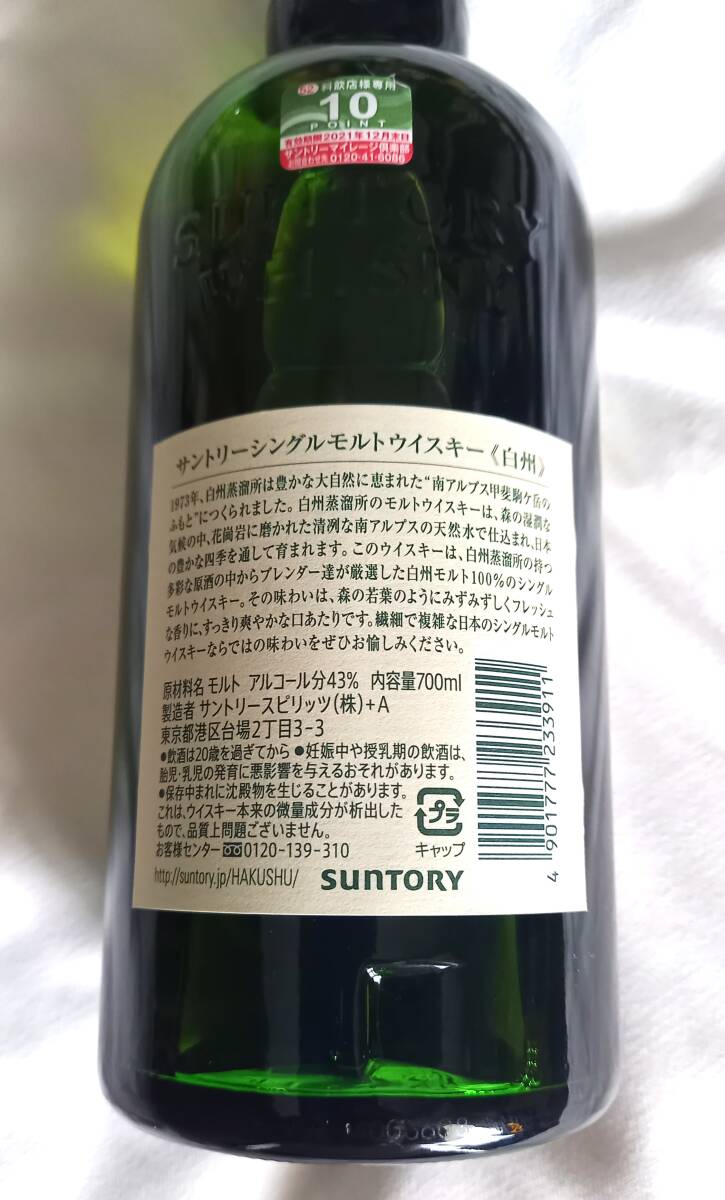 料飲店様専用
10
POINT
有効期間2021年12月末日
サントリーマイレージ倶楽部
お問合わせ先 0120-41-6086
SUNTORY
WHISKY
サントリーシングルモルトウイスキー《白州》
1973年、白州蒸溜所は豊かな大自然に恵まれた“南アルプス甲斐駒ケ岳の
ふもと”につくられました。白州蒸溜所のモルトウイスキーは、森の湿潤な
気候の中、花崗岩に磨かれた清冽な南アルプスの天然水で仕込まれ、日本
の豊かな四季を通して育まれます。このウイスキーは、白州蒸溜所の持つ
多彩な原酒の中からブレンダー達が厳選した白州モルト100%のシングル
モルトウイスキー。その味わいは、森の若葉のようにみずみずしくフレッシュ
な香りに、すっきり爽やかな口あたりです。繊細で複雑な日本のシングルモルト
ウイスキーならではの味わいをぜひお愉しみください。
原材料名 モルト アルコール分43% 内容量700ml
製造者 サントリースピリッツ(株)+A
東京都港区台場2丁目3-3
●飲酒は20歳を過ぎてから ●妊娠中や授乳期の飲酒は、
胎児・乳児の発育に悪影響を与えるおそれがあります。
●保存中まれに沈殿物を生じることがあります。
これは、ウイスキー本来の微量成分が析出した
もので、品質上問題ございません。
お客様センター 0120-139-310
プラ
キャップ
http://suntory.jp/HAKUSHU/
SUNTORY
4 901777 233911